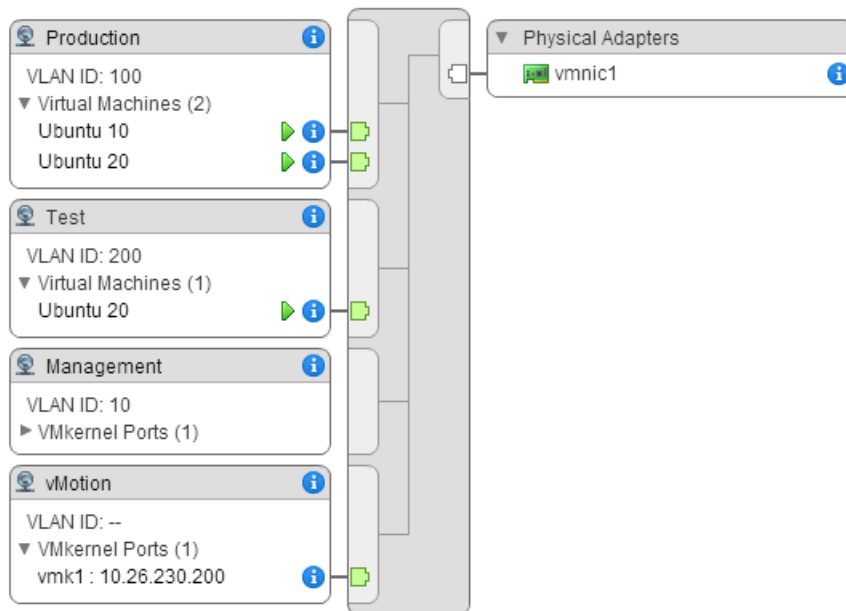 Production
VLAN ID: 100
Virtual Machines (2)
Ubuntu 10
Ubuntu 20
Test
VLAN ID: 200
Virtual Machines (1)
Ubuntu 20
Management
VLAN ID: 10
VMkernel Ports (1)
vMotion
VLAN ID: --
VMkernel Ports (1)
vmk1 : 10.26.230.200
Physical Adapters
vmnic1